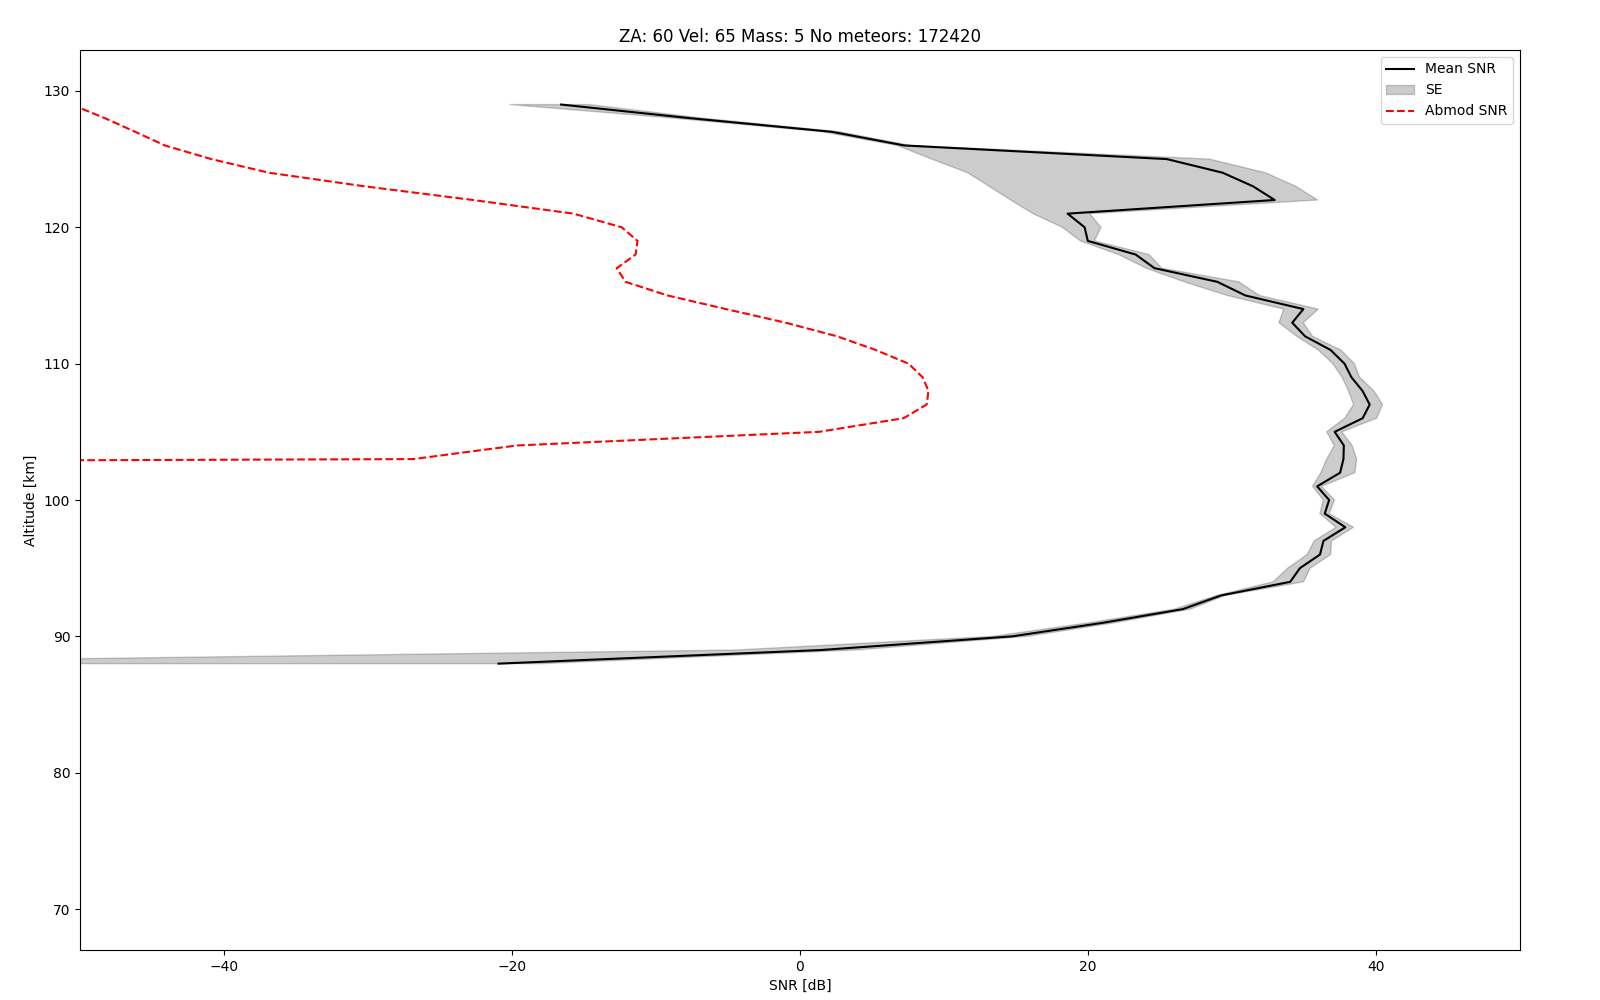 ZA: 60 Vel: 65 Mass: 5 No meteors: 172420
Mean SNR
SE
Abmod SNR
130
120
110
100
90
80
70
Altitude [km]
−40
−20
0
20
40
SNR [dB]